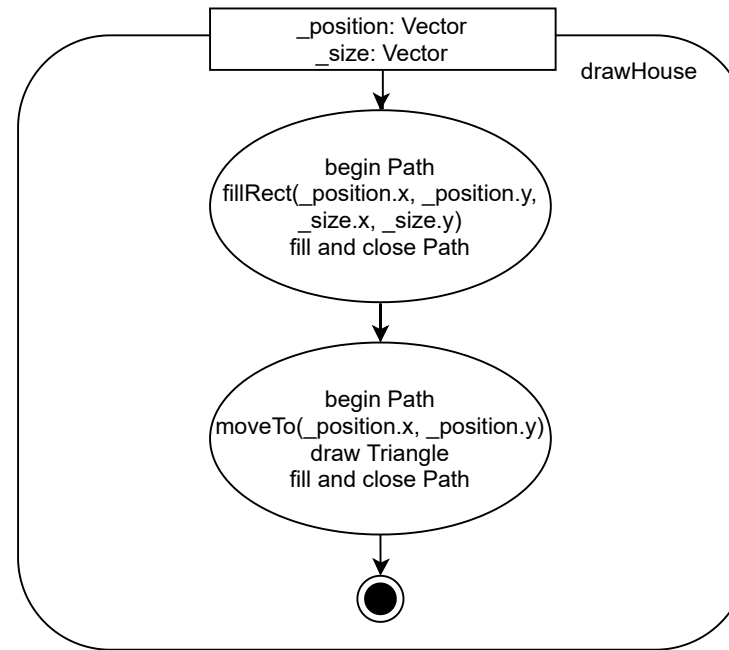 _position: Vector
_size: Vector
drawHouse
begin Path
fillRect(_position.x, _position.y,
_size.x, _size.y)
fill and close Path
begin Path
moveTo(_position.x, _position.y)
draw Triangle
fill and close Path